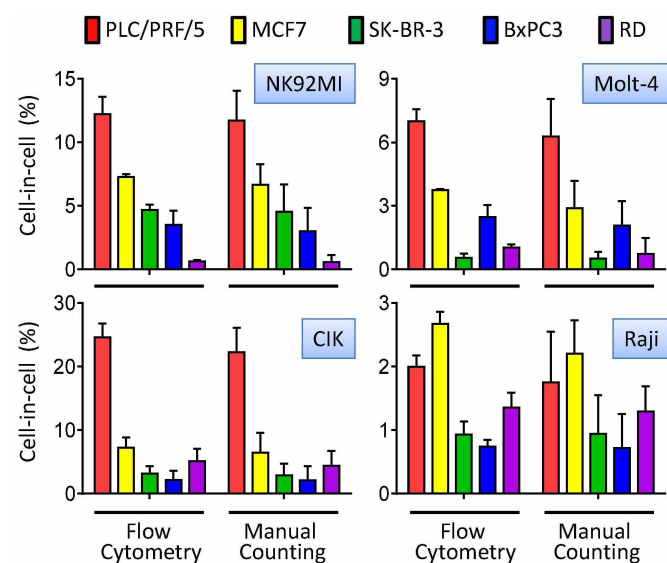 PLC/PRF/5 MCF7 SK-BR-3 BxPC3 RD
Cell-in-cell (%)
15
10
5
0
NK92MI
9
6
3
0
Molt-4
Cell-in-cell (%)
30
20
10
0
CIK
3
2
1
0
Raji
Flow
Cytometry
Manual
Counting
Flow
Cytometry
Manual
Counting